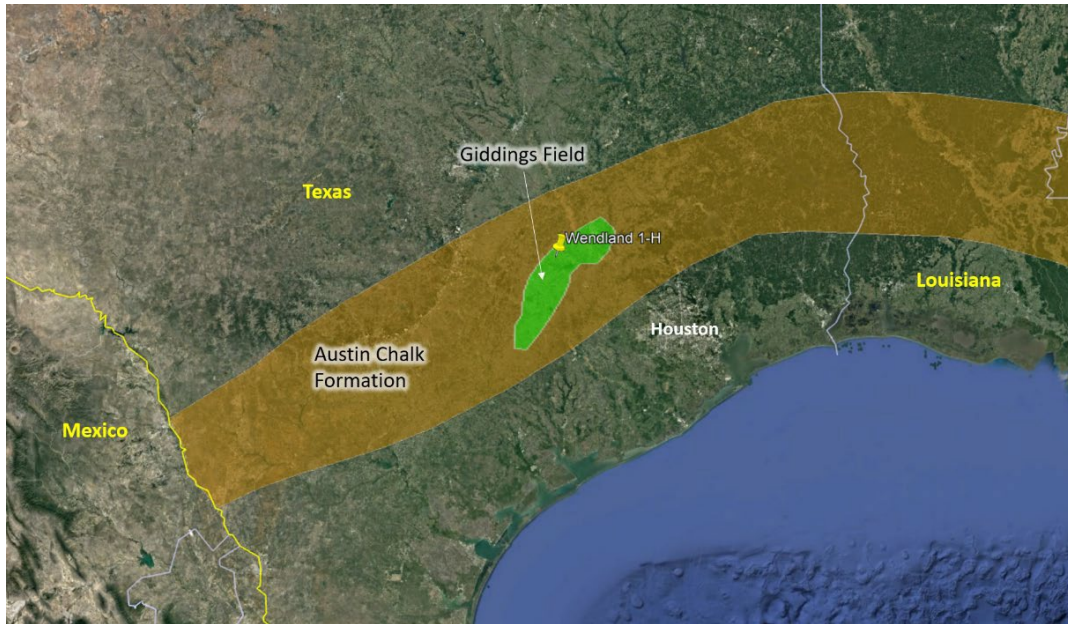 Giddings Field
Texas
Wendland 1-H
Louisiana
Houston
Austin Chalk
Formation
Mexico